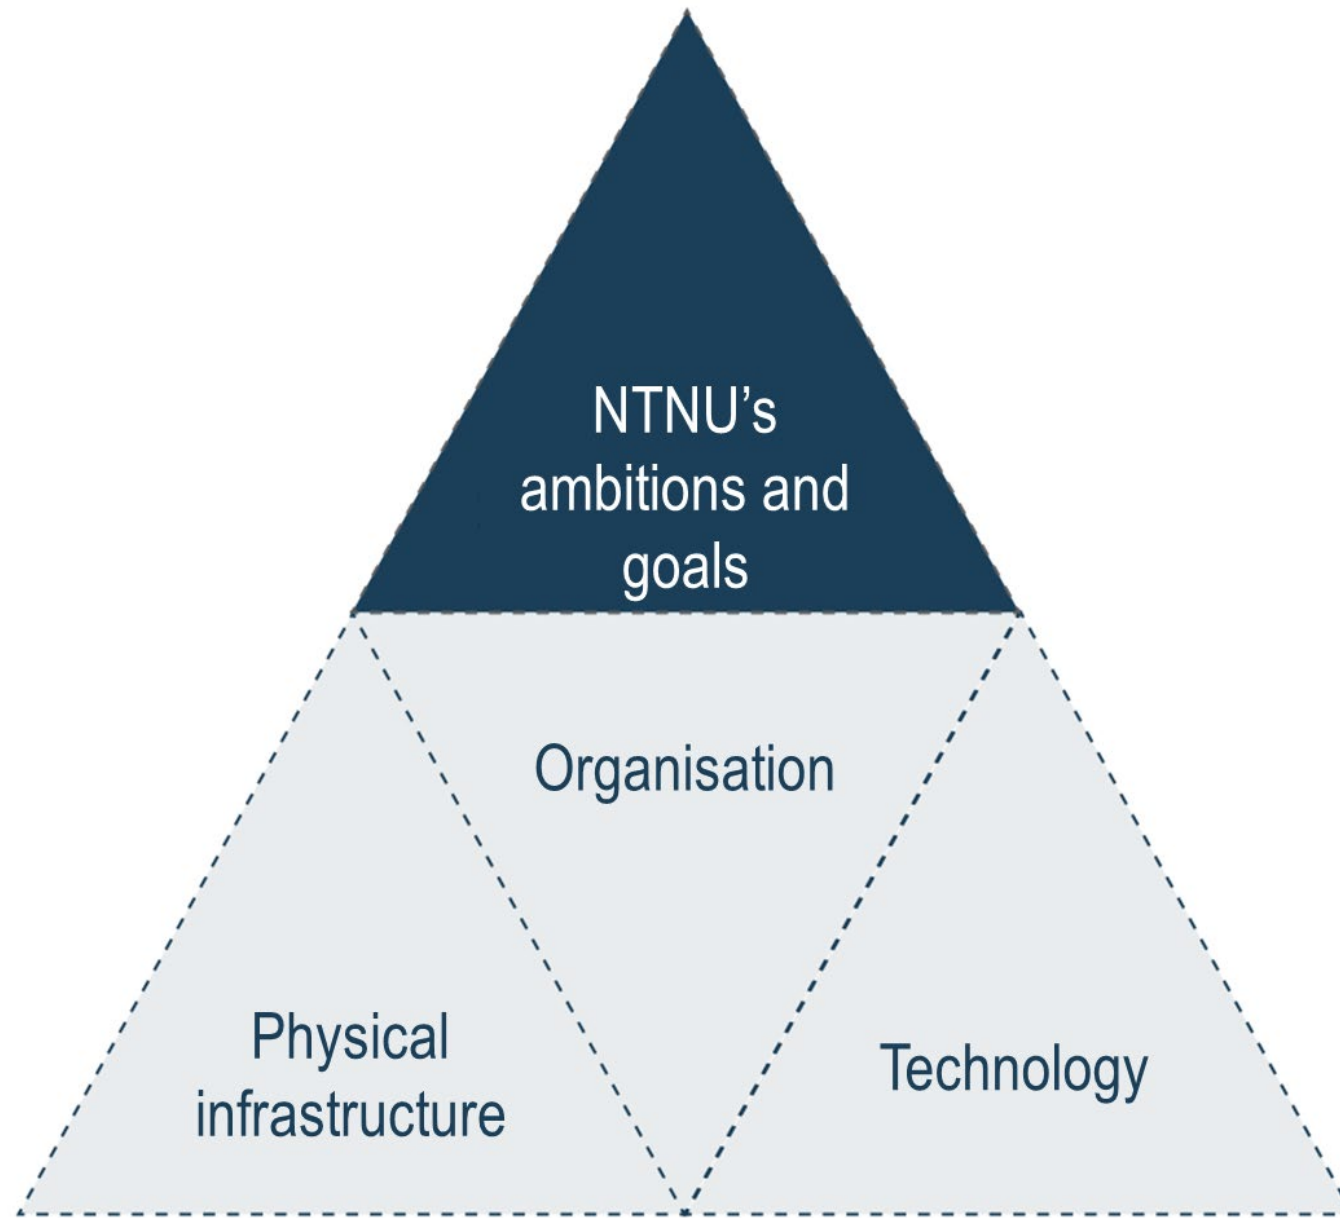 NTNU’s
ambitions and
goals
Organisation
Physical
infrastructure
Technology